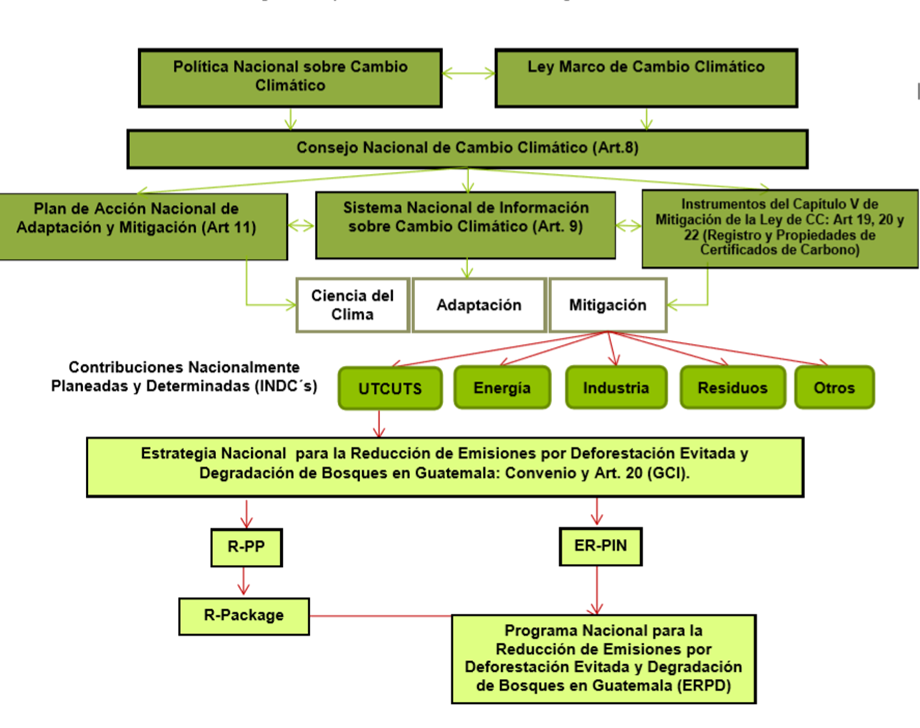 Política Nacional sobre Cambio
Climático
Ley Marco de Cambio Climático
Consejo Nacional de Cambio Climático (Art.8)
Plan de Acción Nacional de
Adaptación y Mitigación (Art 11)
Sistema Nacional de Información
sobre Cambio Climático (Art. 9)
Instrumentos del Capítulo V de
Mitigación de la Ley de CC: Art 19, 20 y
22 (Registro y Propiedades de
Certificados de Carbono)
Ciencia del
Clima
Adaptación
Mitigación
Contribuciones Nacionalmente
Planeadas y Determinadas (INDC´s)
UTCUTS
Energía
Industria
Residuos
Otros
Estrategia Nacional para la Reducción de Emisiones por Deforestación Evitada y
Degradación de Bosques en Guatemala: Convenio y Art. 20 (GCI).
R-PP
ER-PIN
R-Package
Programa Nacional para la
Reducción de Emisiones por
Deforestación Evitada y Degradación
de Bosques en Guatemala (ERPD)